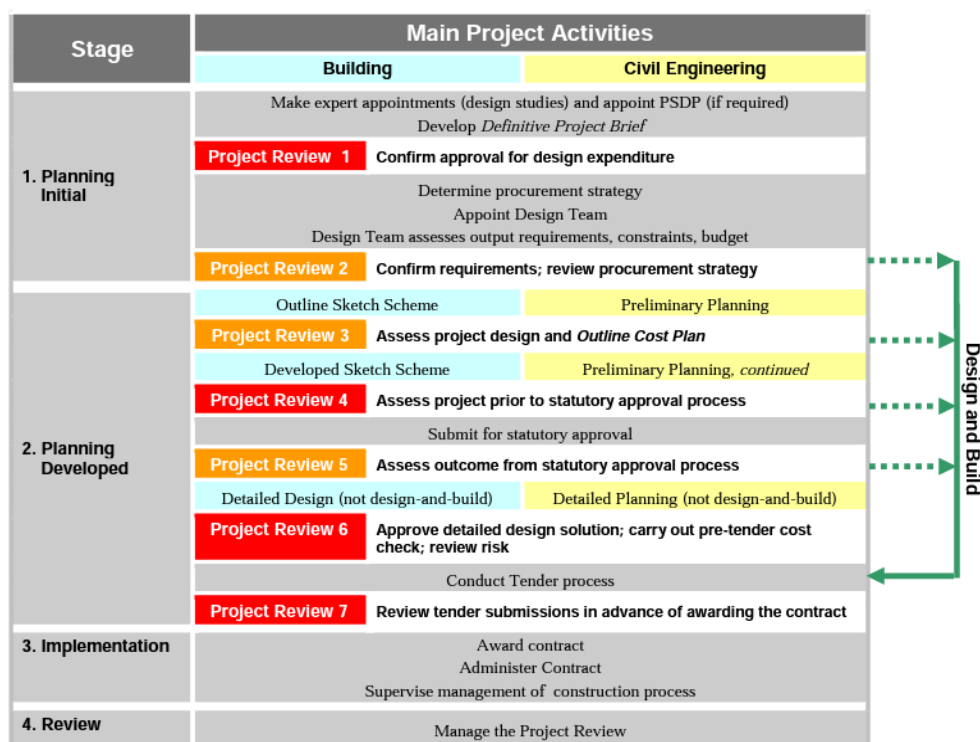 Stage
Main Project Activities
Building
Civil Engineering
1. Planning
Initial
Make expert appointments (design studies) and appoint PSDP (if required)
Develop Definitive Project Brief
Project Review 1
Confirm approval for design expenditure
Determine procurement strategy
Appoint Design Team
Design Team assesses output requirements, constraints, budget
Project Review 2
Confirm requirements; review procurement strategy
2. Planning
Developed
Outline Sketch Scheme
Preliminary Planning
Project Review 3
Assess project design and Outline Cost Plan
Developed Sketch Scheme
Preliminary Planning, continued
Project Review 4
Assess project prior to statutory approval process
Submit for statutory approval
Project Review 5
Assess outcome from statutory approval process
Detailed Design (not design-and-build)
Detailed Planning (not design-and-build)
Project Review 6
Approve detailed design solution; carry out pre-tender cost
check; review risk
Conduct Tender process
Project Review 7
Review tender submissions in advance of awarding the contract
3. Implementation
Award contract
Administer Contract
Supervise management of construction process
4. Review
Manage the Project Review
Design and Build